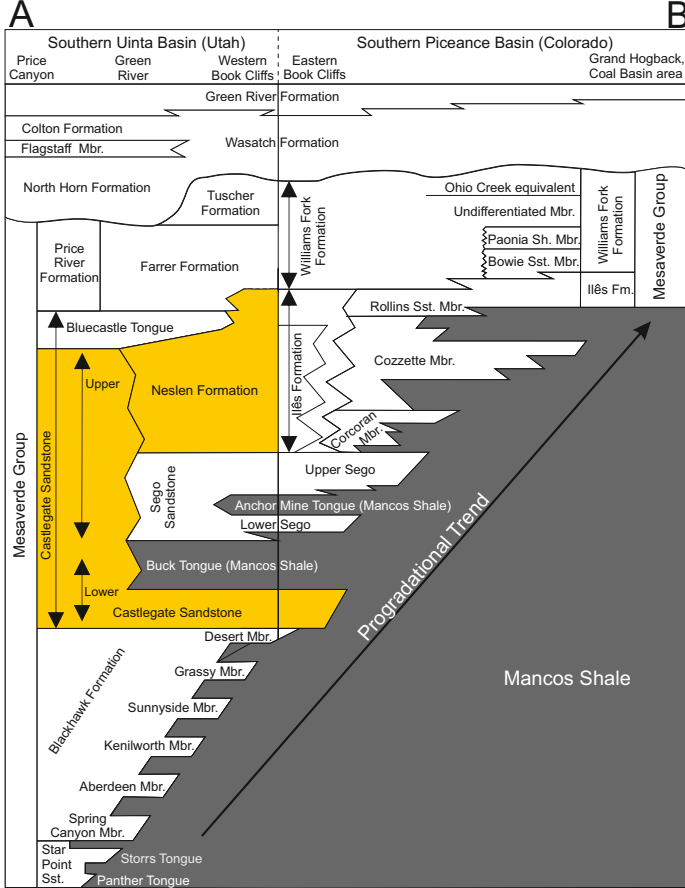 A
B
Southern Uinta Basin (Utah)
Southern Piceance Basin (Colorado)
Price
Canyon
Green
River
Western
Book Cliffs
Eastern
Book Cliffs
Grand Hogback,
Coal Basin area
Green River Formation
Colton Formation
Flagstaff Mbr.
Wasatch Formation
North Horn Formation
Tuscher
Formation
Ohio Creek equivalent
Undifferentiated Mbr.
Paonia Sh. Mbr.
Bowie Sst. Mbr.
Williams Fork
Formation
Williams Fork
Formation
Mesaverde Group
Price
River
Formation
Farrer Formation
Ilês Fm.
Rollins Sst. Mbr.
Bluecastle Tongue
Upper
Neslen Formation
Ilês Formation
Cozzette Mbr.
Corcoran
Mbr.
Mesaverde Group
Castlegate Sandstone
Sego
Sandstone
Upper Sego
Anchor Mine Tongue (Mancos Shale)
Lower Sego
Buck Tongue (Mancos Shale)
Lower
Castlegate Sandstone
Progradational Trend
Mancos Shale
Desert Mbr.
Grassy Mbr.
Sunnyside Mbr.
Kenilworth Mbr.
Aberdeen Mbr.
Spring
Canyon Mbr.
Blackhawk Formation
Star
Point
Sst.
Storrs Tongue
Panther Tongue